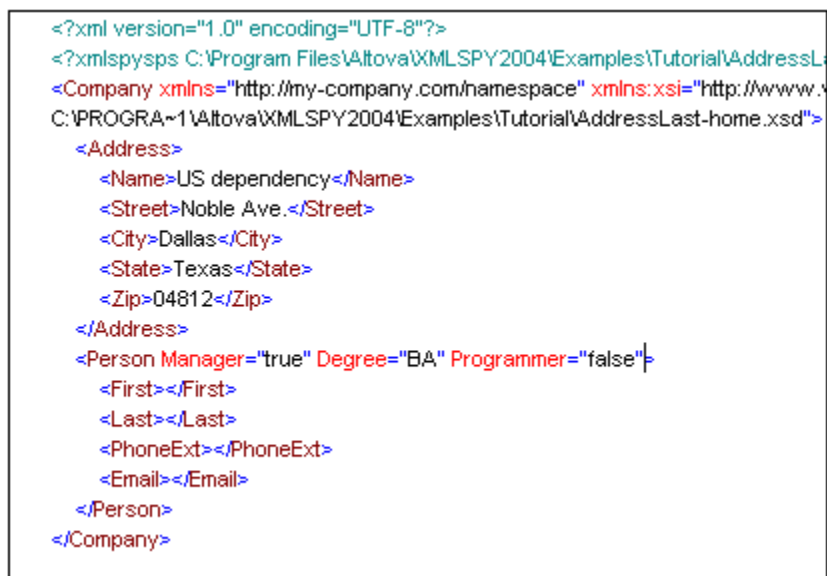 <?xml version="1.0" encoding="UTF-8"?>
<?xmlspysps C:\Program Files\Altova\XMLSPY2004\Examples\Tutorial\AddressLa
<Company xmlns="http://my-company.com/namespace" xmlns:xsi="http://www.
C:\PROGRA~1\Altova\XMLSPY2004\Examples\Tutorial\AddressLast-home.xsd">
<Address>
<Name>US dependency</Name>
<Street>Noble Ave.</Street>
<City>Dallas</City>
<State>Texas</State>
<Zip>04812</Zip>
</Address>
<Person Manager="true" Degree="BA" Programmer="false">
<First></First>
<Last></Last>
<PhoneExt></PhoneExt>
<Email></Email>
</Person>
</Company>